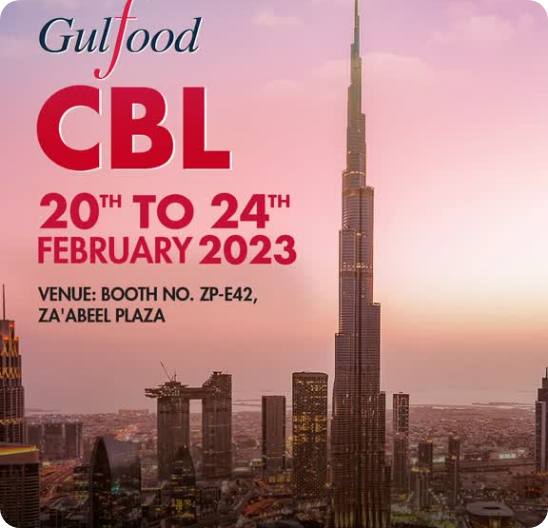 Gulfood
CBL
20TH TO 24TH
FEBRUARY 2023
VENUE: BOOTH NO. ZP-E42,
ZA'ABEEL PLAZA